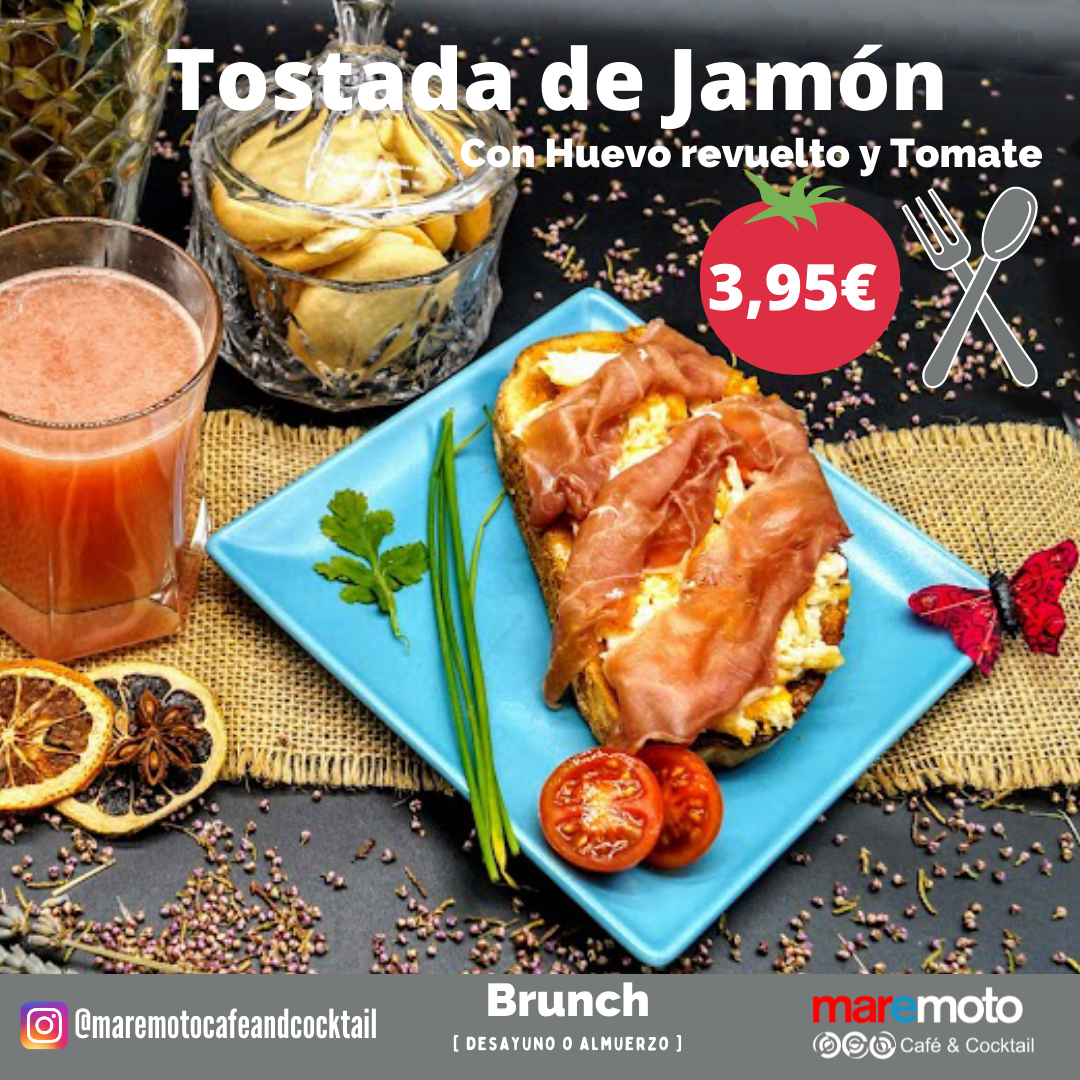 Tostada de Jamón
Con Huevo revuelto y Tomate
3,95€
@maremotocafeandcocktail
Brunch
[ DESAYUNO O ALMUERZO ]
maremoto
Café & Cocktail